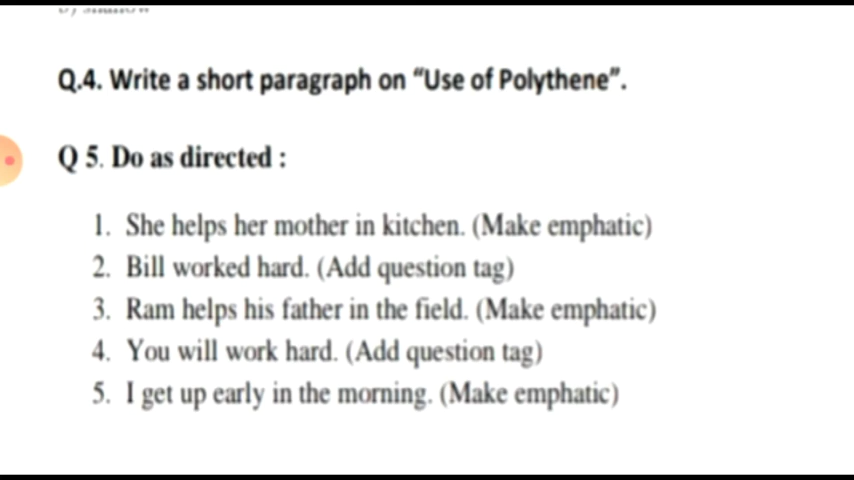 Q.4. Write a short paragraph on “Use of Polythene”.
Q 5. Do as directed :
1. She helps her mother in kitchen. (Make emphatic)
2. Bill worked hard. (Add question tag)
3. Ram helps his father in the field. (Make emphatic)
4. You will work hard. (Add question tag)
5. I get up early in the morning. (Make emphatic)